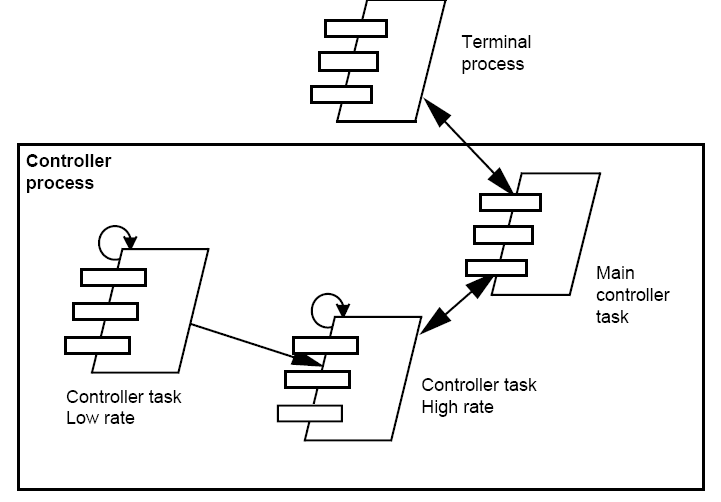 Terminal
process
Controller
process
Main
controller
task
Controller task
Low rate
Controller task
High rate